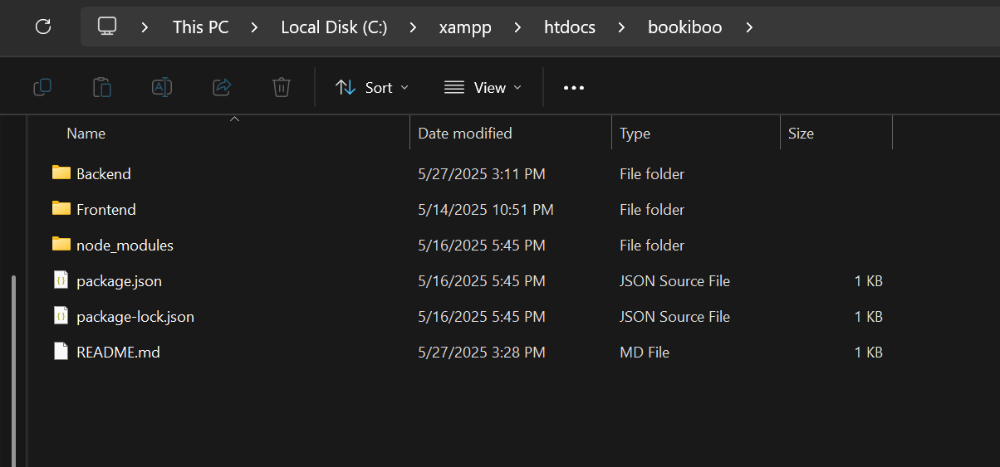 This PC > Local Disk (C:) > xampp > htdocs > bookiboo >
Sort View
Name Date modified Type Size
Backend 5/27/2025 3:11 PM File folder
Frontend 5/14/2025 10:51 PM File folder
node_modules 5/16/2025 5:45 PM File folder
package.json 5/16/2025 5:45 PM JSON Source File 1 KB
package-lock.json 5/16/2025 5:45 PM JSON Source File 1 KB
README.md 5/27/2025 3:28 PM MD File 1 KB